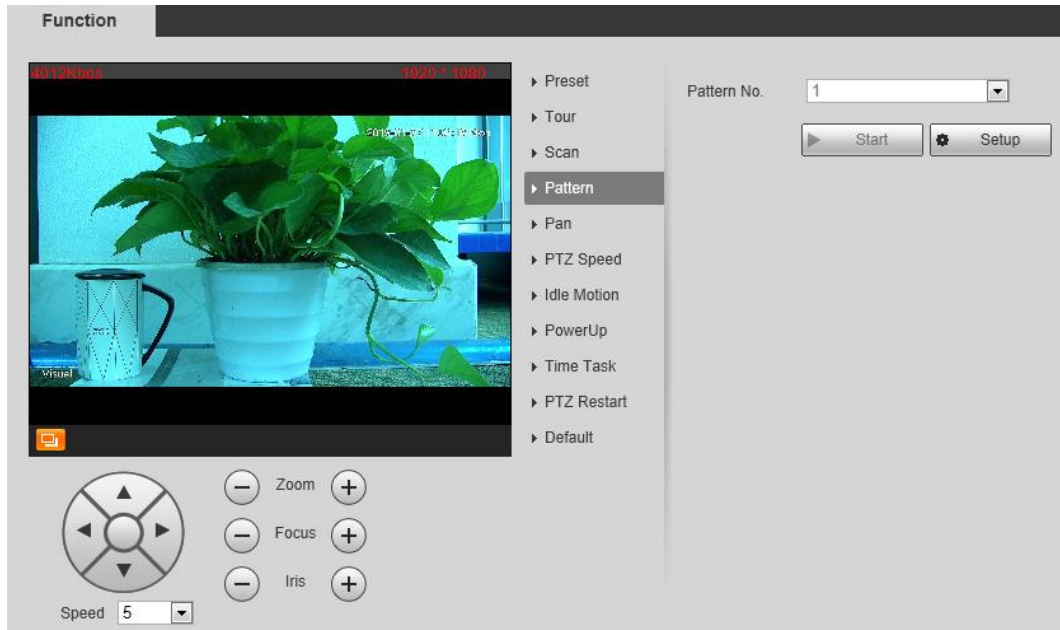 Function
4012Kbps 1920 * 1080
Visual
Preset
Tour
Scan
Pattern
Pan
PTZ Speed
Idle Motion
PowerUp
Time Task
PTZ Restart
Default
Pattern No. 1
Start Setup
Zoom
Focus
Iris
Speed 5